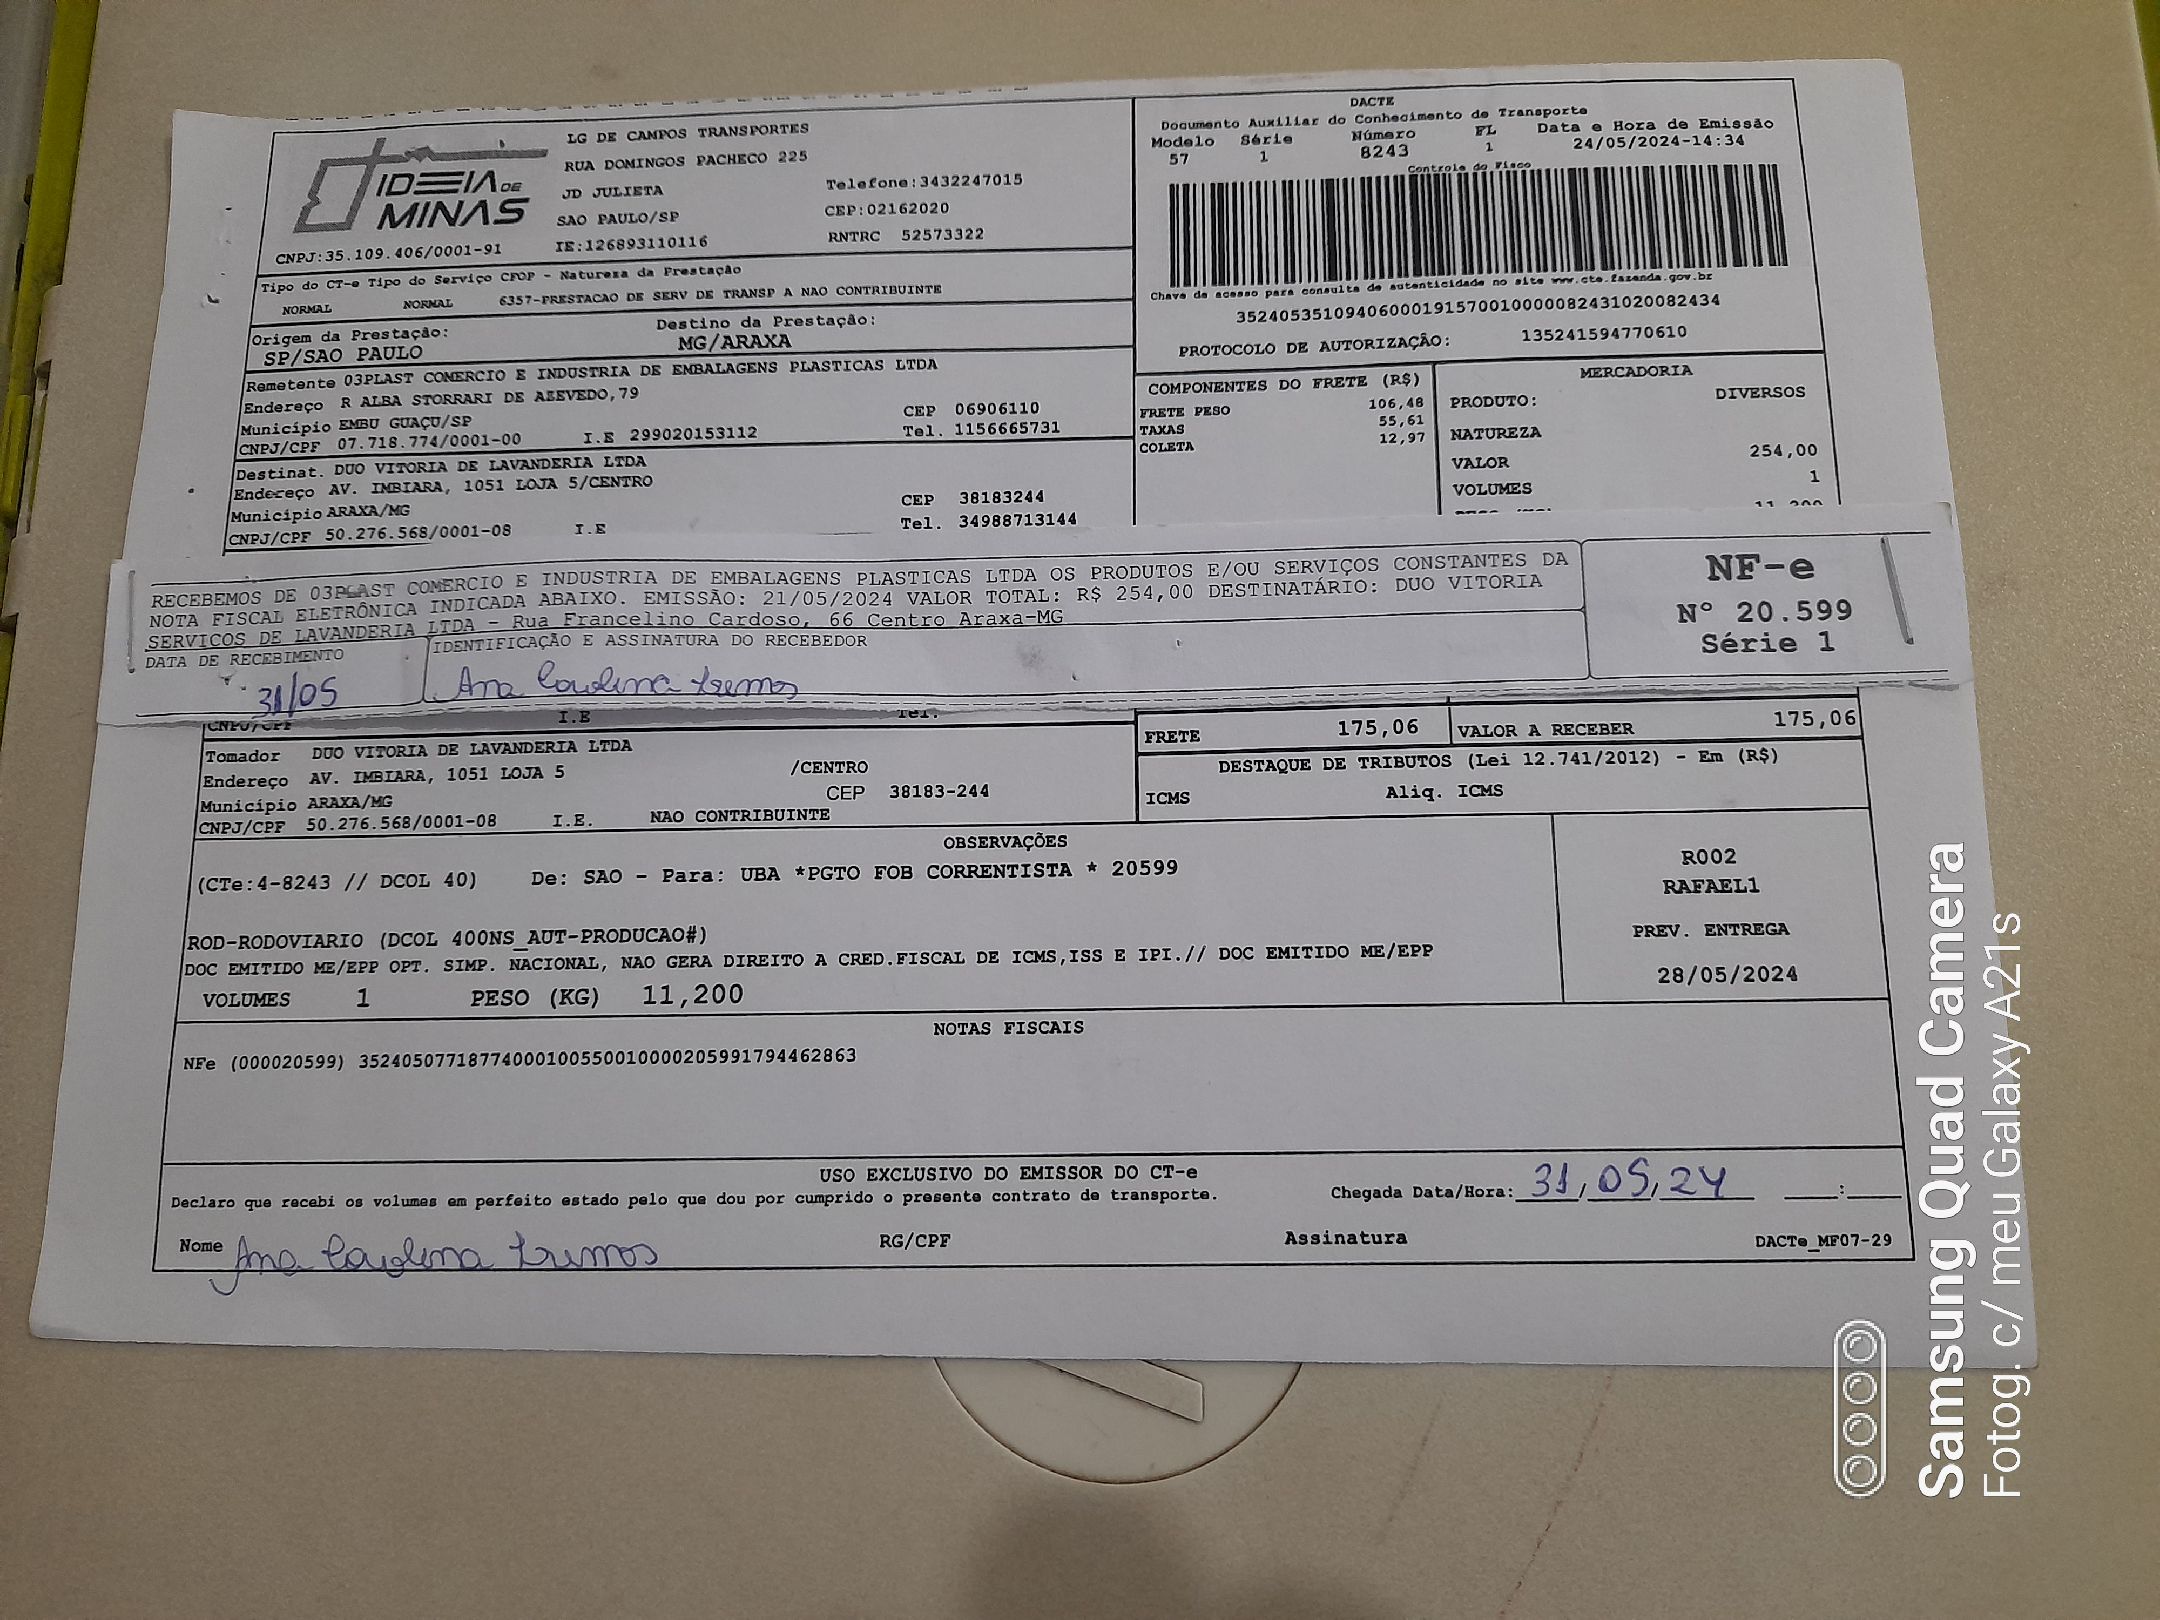 IDEIA DE MINAS
CNPJ:35.109.406/0001-91
LG DE CAMPOS TRANSPORTES
RUA DOMINGOS PACHECO 225
JD JULIETA
SAO PAULO/SP
IE:126893110116
Telefone:3432247015
CEP:02162020
RNTRC 52573322
DACTE
Documento Auxiliar do Conhecimento de Transporte
Modelo Série Número FL Data e Hora de Emissão
57 1 8243 1 24/05/2024-14:34
Controle do Fisco
Chave de acesso para consulta de autenticidade no site www.cte.fazenda.gov.br
35240535109406000191570010000082431020082434
PROTOCOLO DE AUTORIZAÇÃO: 135241594770610
Tipo do CT-e Tipo do Serviço CFOP - Natureza da Prestação
NORMAL NORMAL 6357-PRESTACAO DE SERV DE TRANSP A NAO CONTRIBUINTE
Origem da Prestação: Destino da Prestação:
SP/SAO PAULO MG/ARAXA
Remetente 03PLAST COMERCIO E INDUSTRIA DE EMBALAGENS PLASTICAS LTDA
Endereço R ALBA STORRARI DE AZEVEDO,79
Município EMBU GUAÇU/SP CEP 06906110
CNPJ/CPF 07.718.774/0001-00 I.E 299020153112 Tel. 1156665731
Destinat. DUO VITORIA DE LAVANDERIA LTDA
Endereço AV. IMBIARA, 1051 LOJA 5/CENTRO
Município ARAXA/MG CEP 38183244
CNPJ/CPF 50.276.568/0001-08 I.E Tel. 34988713144
COMPONENTES DO FRETE (R$)
FRETE PESO 106,48
TAXAS 55,61
COLETA 12,97
MERCADORIA
PRODUTO: DIVERSOS
NATUREZA
VALOR 254,00
VOLUMES 1
RECEBEMOS DE 03PLAST COMERCIO E INDUSTRIA DE EMBALAGENS PLASTICAS LTDA OS PRODUTOS E/OU SERVIÇOS CONSTANTES DA
NOTA FISCAL ELETRÔNICA INDICADA ABAIXO. EMISSÃO: 21/05/2024 VALOR TOTAL: R$ 254,00 DESTINATÁRIO: DUO VITORIA
SERVICOS DE LAVANDERIA LTDA - Rua Francelino Cardoso, 66 Centro Araxa-MG
DATA DE RECEBIMENTO IDENTIFICAÇÃO E ASSINATURA DO RECEBEDOR
31/05 Ana Carolina Lemos
NF-e
Nº 20.599
Série 1
CNPJ/CPF I.E Tel.
FRETE 175,06 VALOR A RECEBER 175,06
Tomador DUO VITORIA DE LAVANDERIA LTDA
Endereço AV. IMBIARA, 1051 LOJA 5 /CENTRO
Município ARAXA/MG CEP 38183-244
CNPJ/CPF 50.276.568/0001-08 I.E. NAO CONTRIBUINTE
DESTAQUE DE TRIBUTOS (Lei 12.741/2012) - Em (R$)
ICMS Aliq. ICMS
OBSERVAÇÕES
(CTe:4-8243 // DCOL 40) De: SAO - Para: UBA *PGTO FOB CORRENTISTA * 20599
ROD-RODOVIARIO (DCOL 400NS_AUT-PRODUCAO#)
DOC EMITIDO ME/EPP OPT. SIMP. NACIONAL, NAO GERA DIREITO A CRED.FISCAL DE ICMS,ISS E IPI.// DOC EMITIDO ME/EPP
VOLUMES 1 PESO (KG) 11,200
R002
RAFAEL1
PREV. ENTREGA
28/05/2024
NOTAS FISCAIS
NFe (000020599) 35240507718774000100550010000205991794462863
USO EXCLUSIVO DO EMISSOR DO CT-e
Declaro que recebi os volumes em perfeito estado pelo que dou por cumprido o presente contrato de transporte.
Chegada Data/Hora: 31/05/24 :
Nome Ana Carolina Lemos RG/CPF Assinatura DACTe_MF07-29
Samsung Quad Camera
Fotog. c/ meu Galaxy A21s